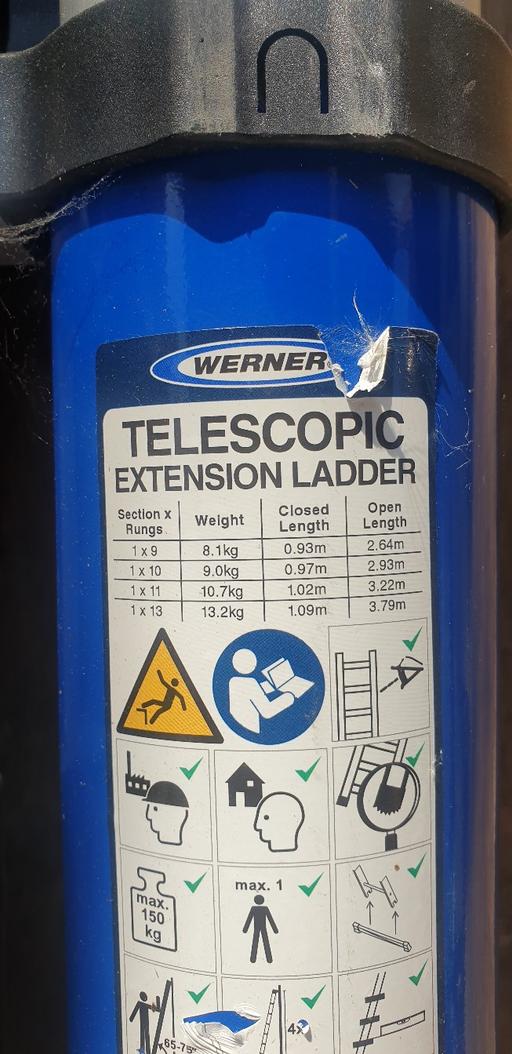 WERNER
TELESCOPIC
EXTENSION LADDER
Section x Rungs Weight Closed Length Open Length
1 x 9 8.1kg 0.93m 2.64m
1 x 10 9.0kg 0.97m 2.93m
1 x 11 10.7kg 1.02m 3.22m
1 x 13 13.2kg 1.09m 3.79m
max.
150
kg
max. 1
65-75°
4x